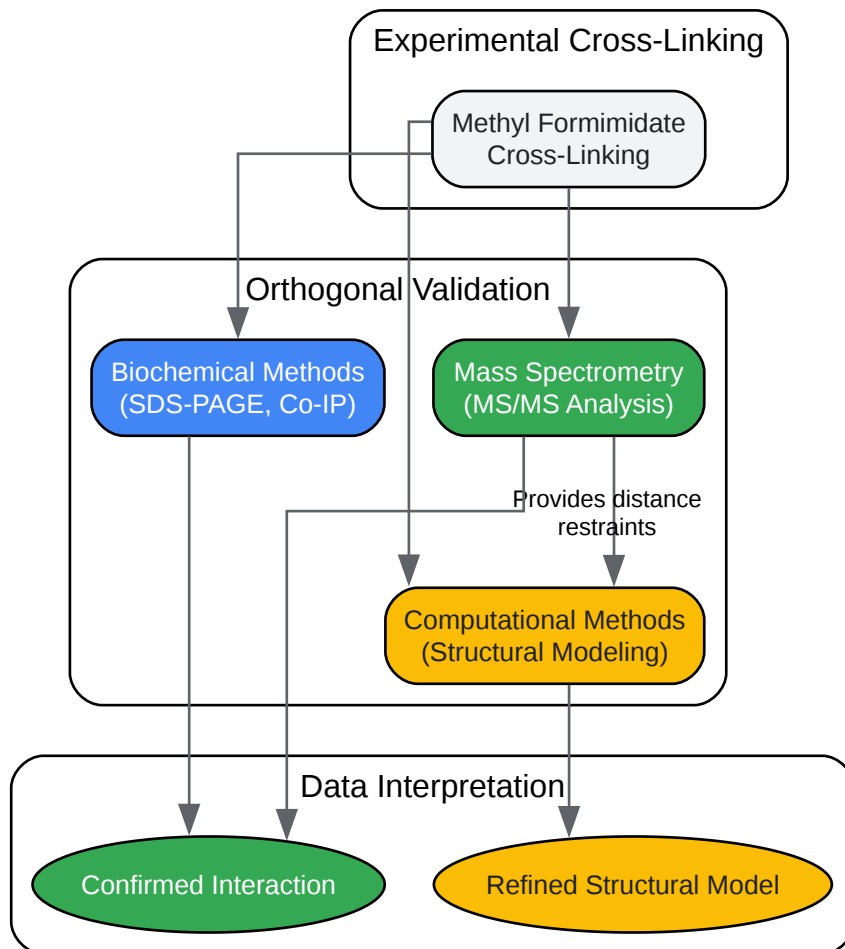 Experimental Cross-Linking
Methyl Formimidate
Cross-Linking
Orthogonal Validation
Biochemical Methods
(SDS-PAGE, Co-IP)
Mass Spectrometry
(MS/MS Analysis)
Provides distance
restraints
Computational Methods
(Structural Modeling)
Data Interpretation
Confirmed Interaction
Refined Structural Model